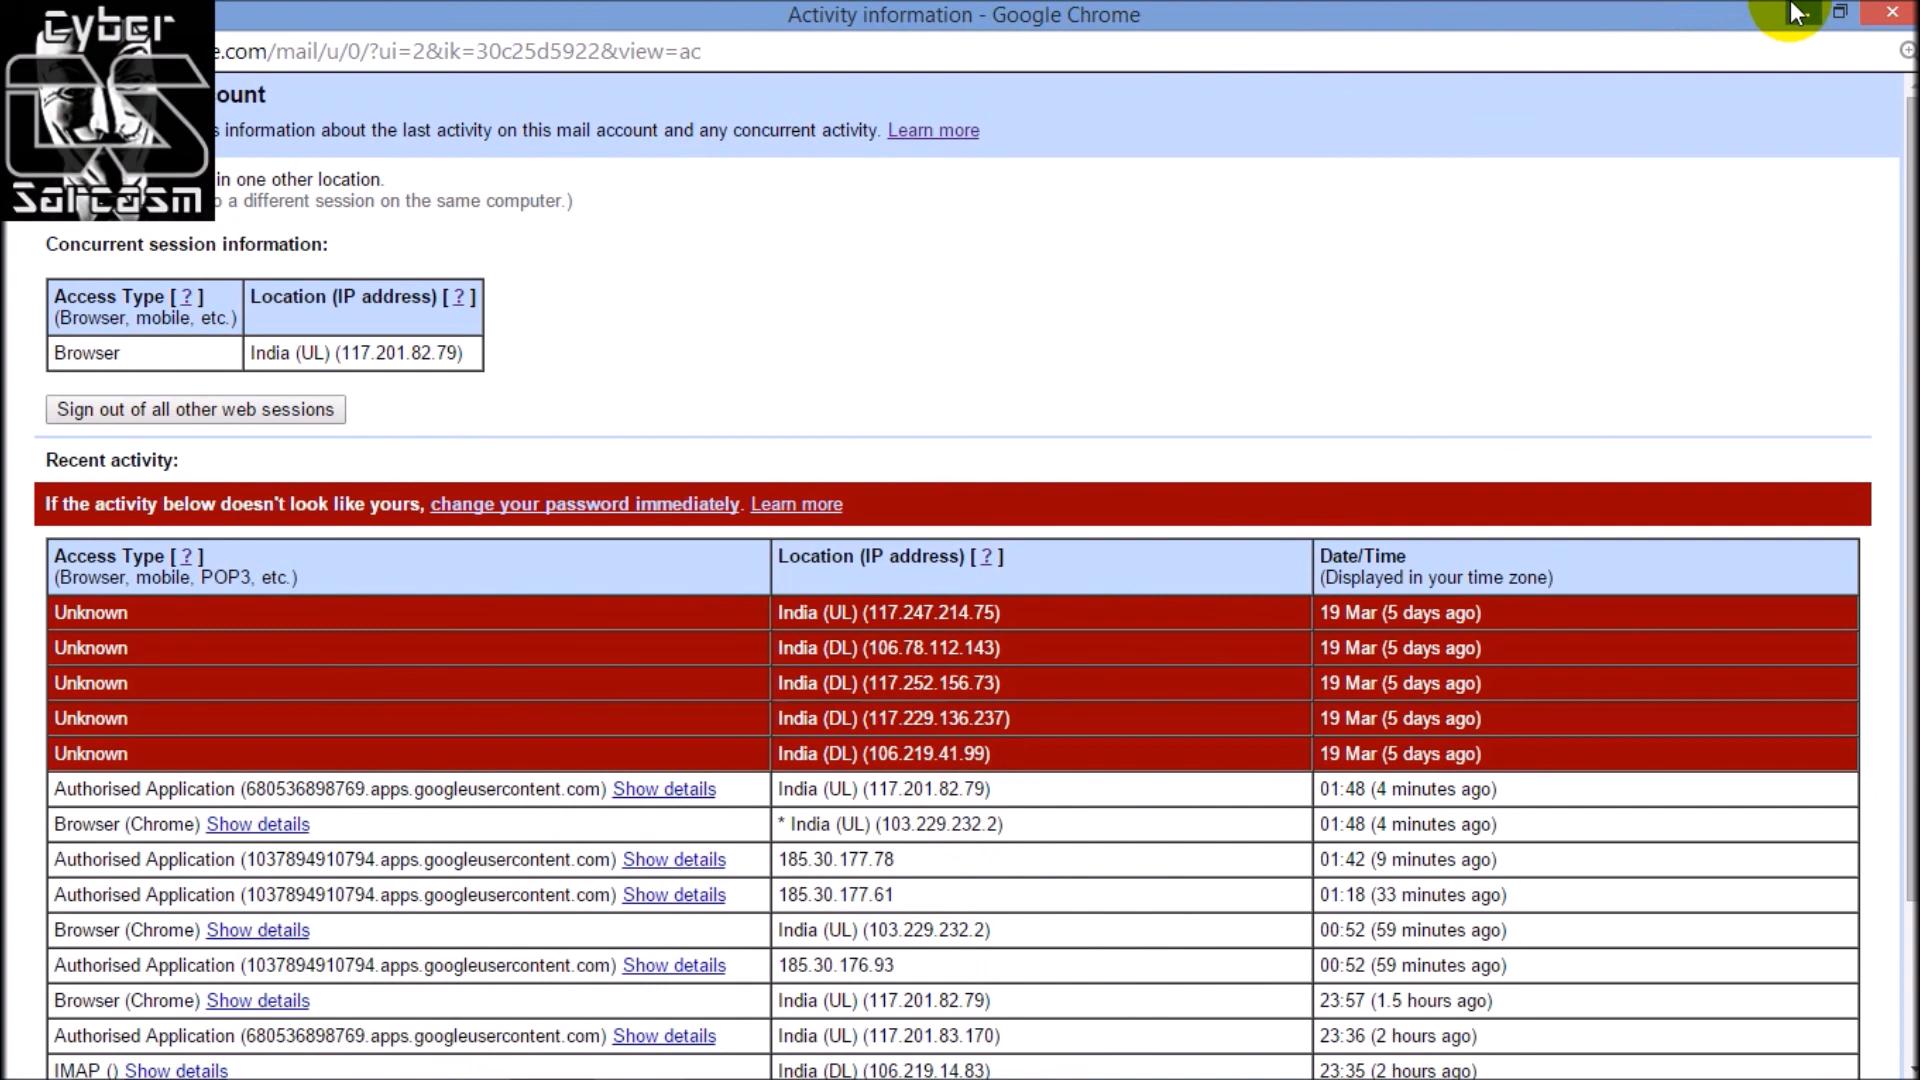 Cyber
Sarcasm
Activity information - Google Chrome
e.com/mail/u/0/?ui=2&ik=30c25d5922&view=ac
ount
s information about the last activity on this mail account and any concurrent activity. Learn more
in one other location.
a different session on the same computer.)
Concurrent session information:
Access Type [ ? ] Location (IP address) [ ? ]
(Browser, mobile, etc.)
Browser India (UL) (117.201.82.79)
Sign out of all other web sessions
Recent activity:
If the activity below doesn't look like yours, change your password immediately. Learn more
Access Type [ ? ] Location (IP address) [ ? ] Date/Time
(Browser, mobile, POP3, etc.) (Displayed in your time zone)
Unknown India (UL) (117.247.214.75) 19 Mar (5 days ago)
Unknown India (DL) (106.78.112.143) 19 Mar (5 days ago)
Unknown India (DL) (117.252.156.73) 19 Mar (5 days ago)
Unknown India (DL) (117.229.136.237) 19 Mar (5 days ago)
Unknown India (DL) (106.219.41.99) 19 Mar (5 days ago)
Authorised Application (680536898769.apps.googleusercontent.com) Show details India (UL) (117.201.82.79) 01:48 (4 minutes ago)
Browser (Chrome) Show details * India (UL) (103.229.232.2) 01:48 (4 minutes ago)
Authorised Application (1037894910794.apps.googleusercontent.com) Show details 185.30.177.78 01:42 (9 minutes ago)
Authorised Application (1037894910794.apps.googleusercontent.com) Show details 185.30.177.61 01:18 (33 minutes ago)
Browser (Chrome) Show details India (UL) (103.229.232.2) 00:52 (59 minutes ago)
Authorised Application (1037894910794.apps.googleusercontent.com) Show details 185.30.176.93 00:52 (59 minutes ago)
Browser (Chrome) Show details India (UL) (117.201.82.79) 23:57 (1.5 hours ago)
Authorised Application (680536898769.apps.googleusercontent.com) Show details India (UL) (117.201.83.170) 23:36 (2 hours ago)
IMAP () Show details India (DL) (106.219.14.83) 23:35 (2 hours ago)